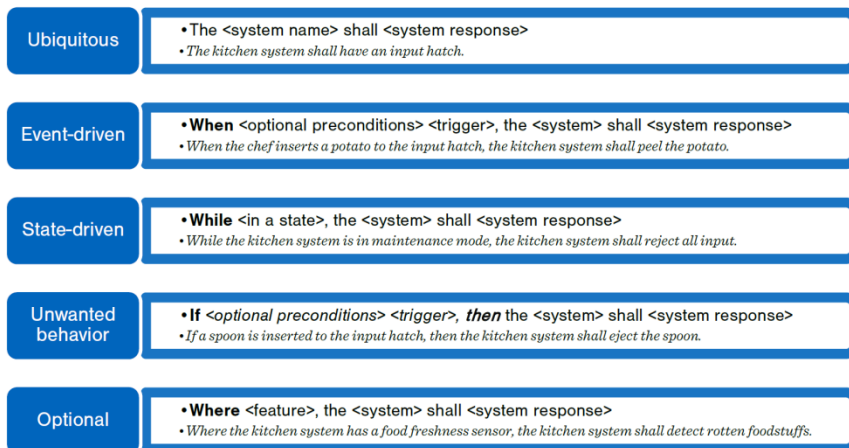 Ubiquitous
•The <system name> shall <system response>
•The kitchen system shall have an input hatch.
Event-driven
•When <optional preconditions> <trigger>, the <system> shall <system response>
•When the chef inserts a potato to the input hatch, the kitchen system shall peel the potato.
State-driven
•While <in a state>, the <system> shall <system response>
•While the kitchen system is in maintenance mode, the kitchen system shall reject all input.
Unwanted
behavior
•If <optional preconditions> <trigger>, then the <system> shall <system response>
•If a spoon is inserted to the input hatch, then the kitchen system shall eject the spoon.
Optional
•Where <feature>, the <system> shall <system response>
•Where the kitchen system has a food freshness sensor, the kitchen system shall detect rotten foodstuffs.